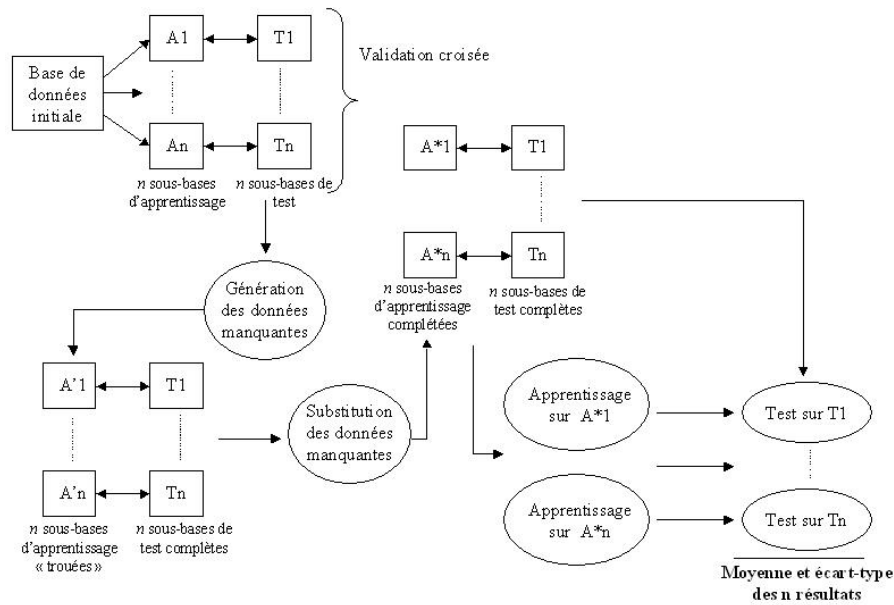 Base de
données
initiale
A1
T1
An
Tn
n sous-bases
d'apprentissage
n sous-bases de
test
Validation croisée
Génération
des données
manquantes
A'1
T1
A'n
Tn
n sous-bases
d'apprentissage
« trouées »
n sous-bases de
test complètes
Substitution
des données
manquantes
A*1
T1
A*n
Tn
n sous-bases
d'apprentissage
complétées
n sous-bases de
test complètes
Apprentissage
sur A*1
Apprentissage
sur A*n
Test sur T1
Test sur Tn
Moyenne et écart-type
des n résultats